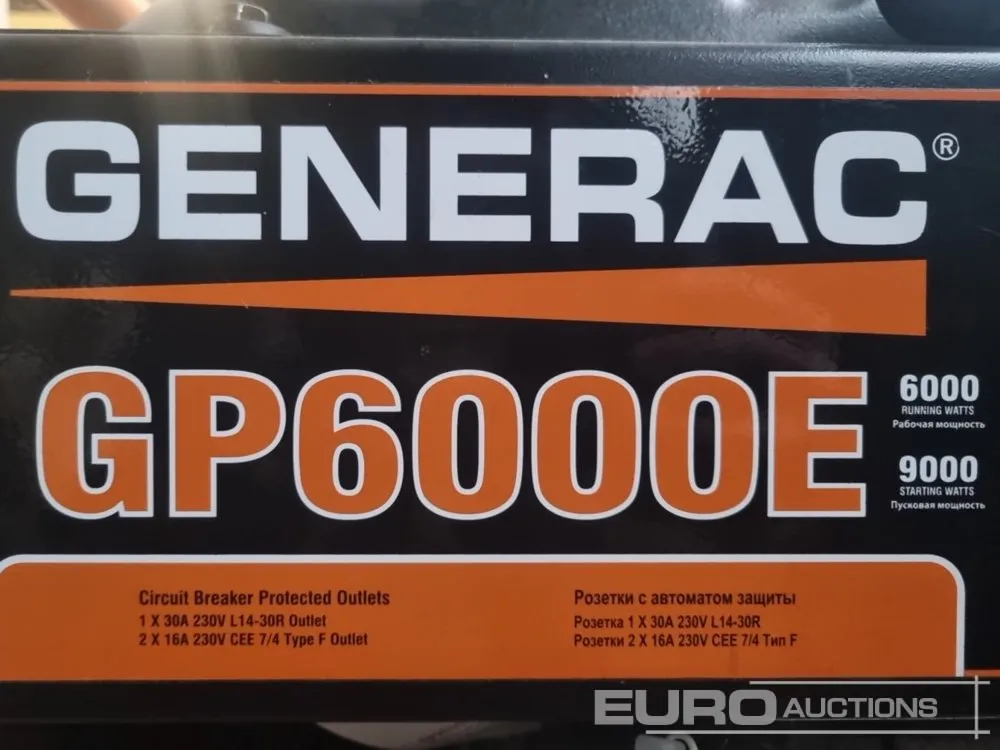 GENERAC®
GP6000E
6000
RUNNING WATTS
Рабочая мощность
9000
STARTING WATTS
Пусковая мощность
Circuit Breaker Protected Outlets
1 X 30A 230V L14-30R Outlet
2 X 16A 230V CEE 7/4 Type F Outlet
Розетки с автоматом защиты
Розетка 1 X 30A 230V L14-30R
Розетки 2 X 16A 230V CEE 7/4 Тип F
EURO AUCTIONS